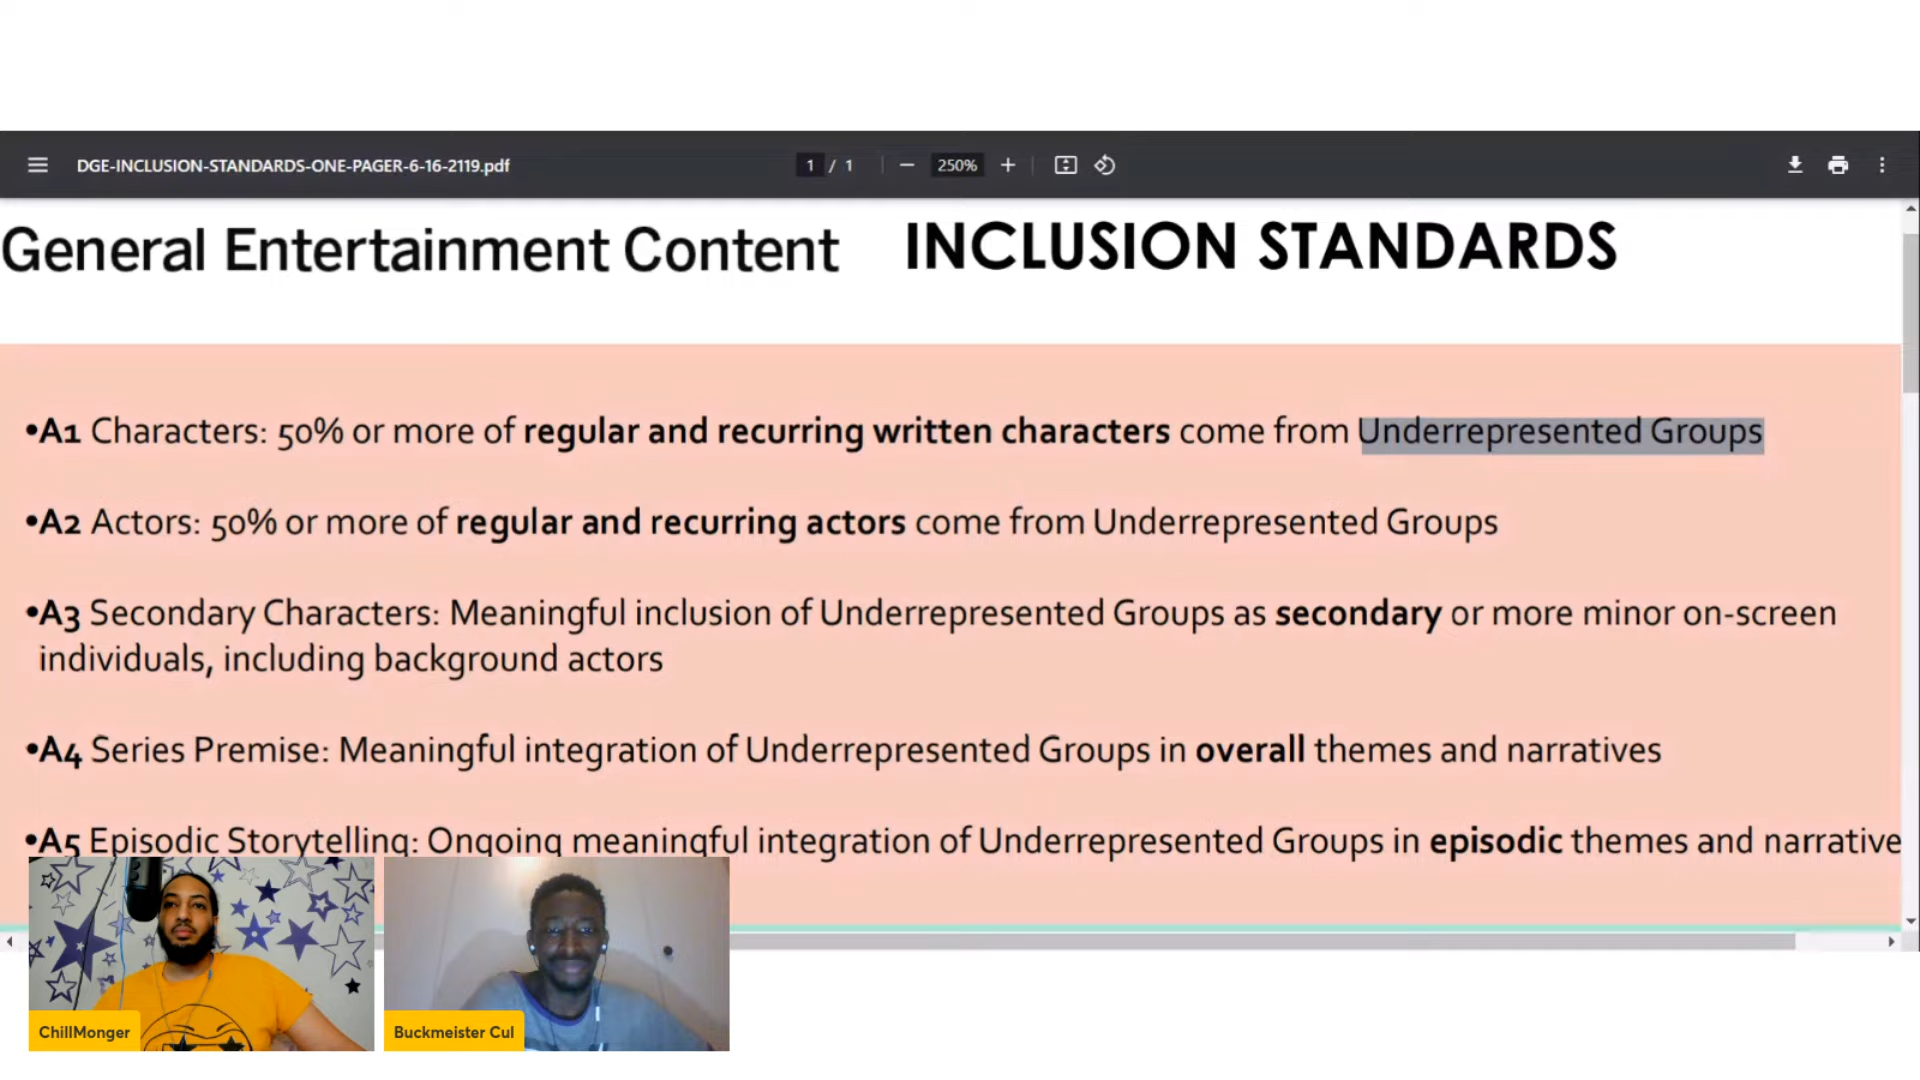 DGE-INCLUSION-STANDARDS-ONE-PAGER-6-16-2119.pdf
1 / 1
250%
General Entertainment Content INCLUSION STANDARDS
•A1 Characters: 50% or more of regular and recurring written characters come from Underrepresented Groups
•A2 Actors: 50% or more of regular and recurring actors come from Underrepresented Groups
•A3 Secondary Characters: Meaningful inclusion of Underrepresented Groups as secondary or more minor on-screen
individuals, including background actors
•A4 Series Premise: Meaningful integration of Underrepresented Groups in overall themes and narratives
•A5 Episodic Storytelling: Ongoing meaningful integration of Underrepresented Groups in episodic themes and narrative
ChillMonger
Buckmeister Cul